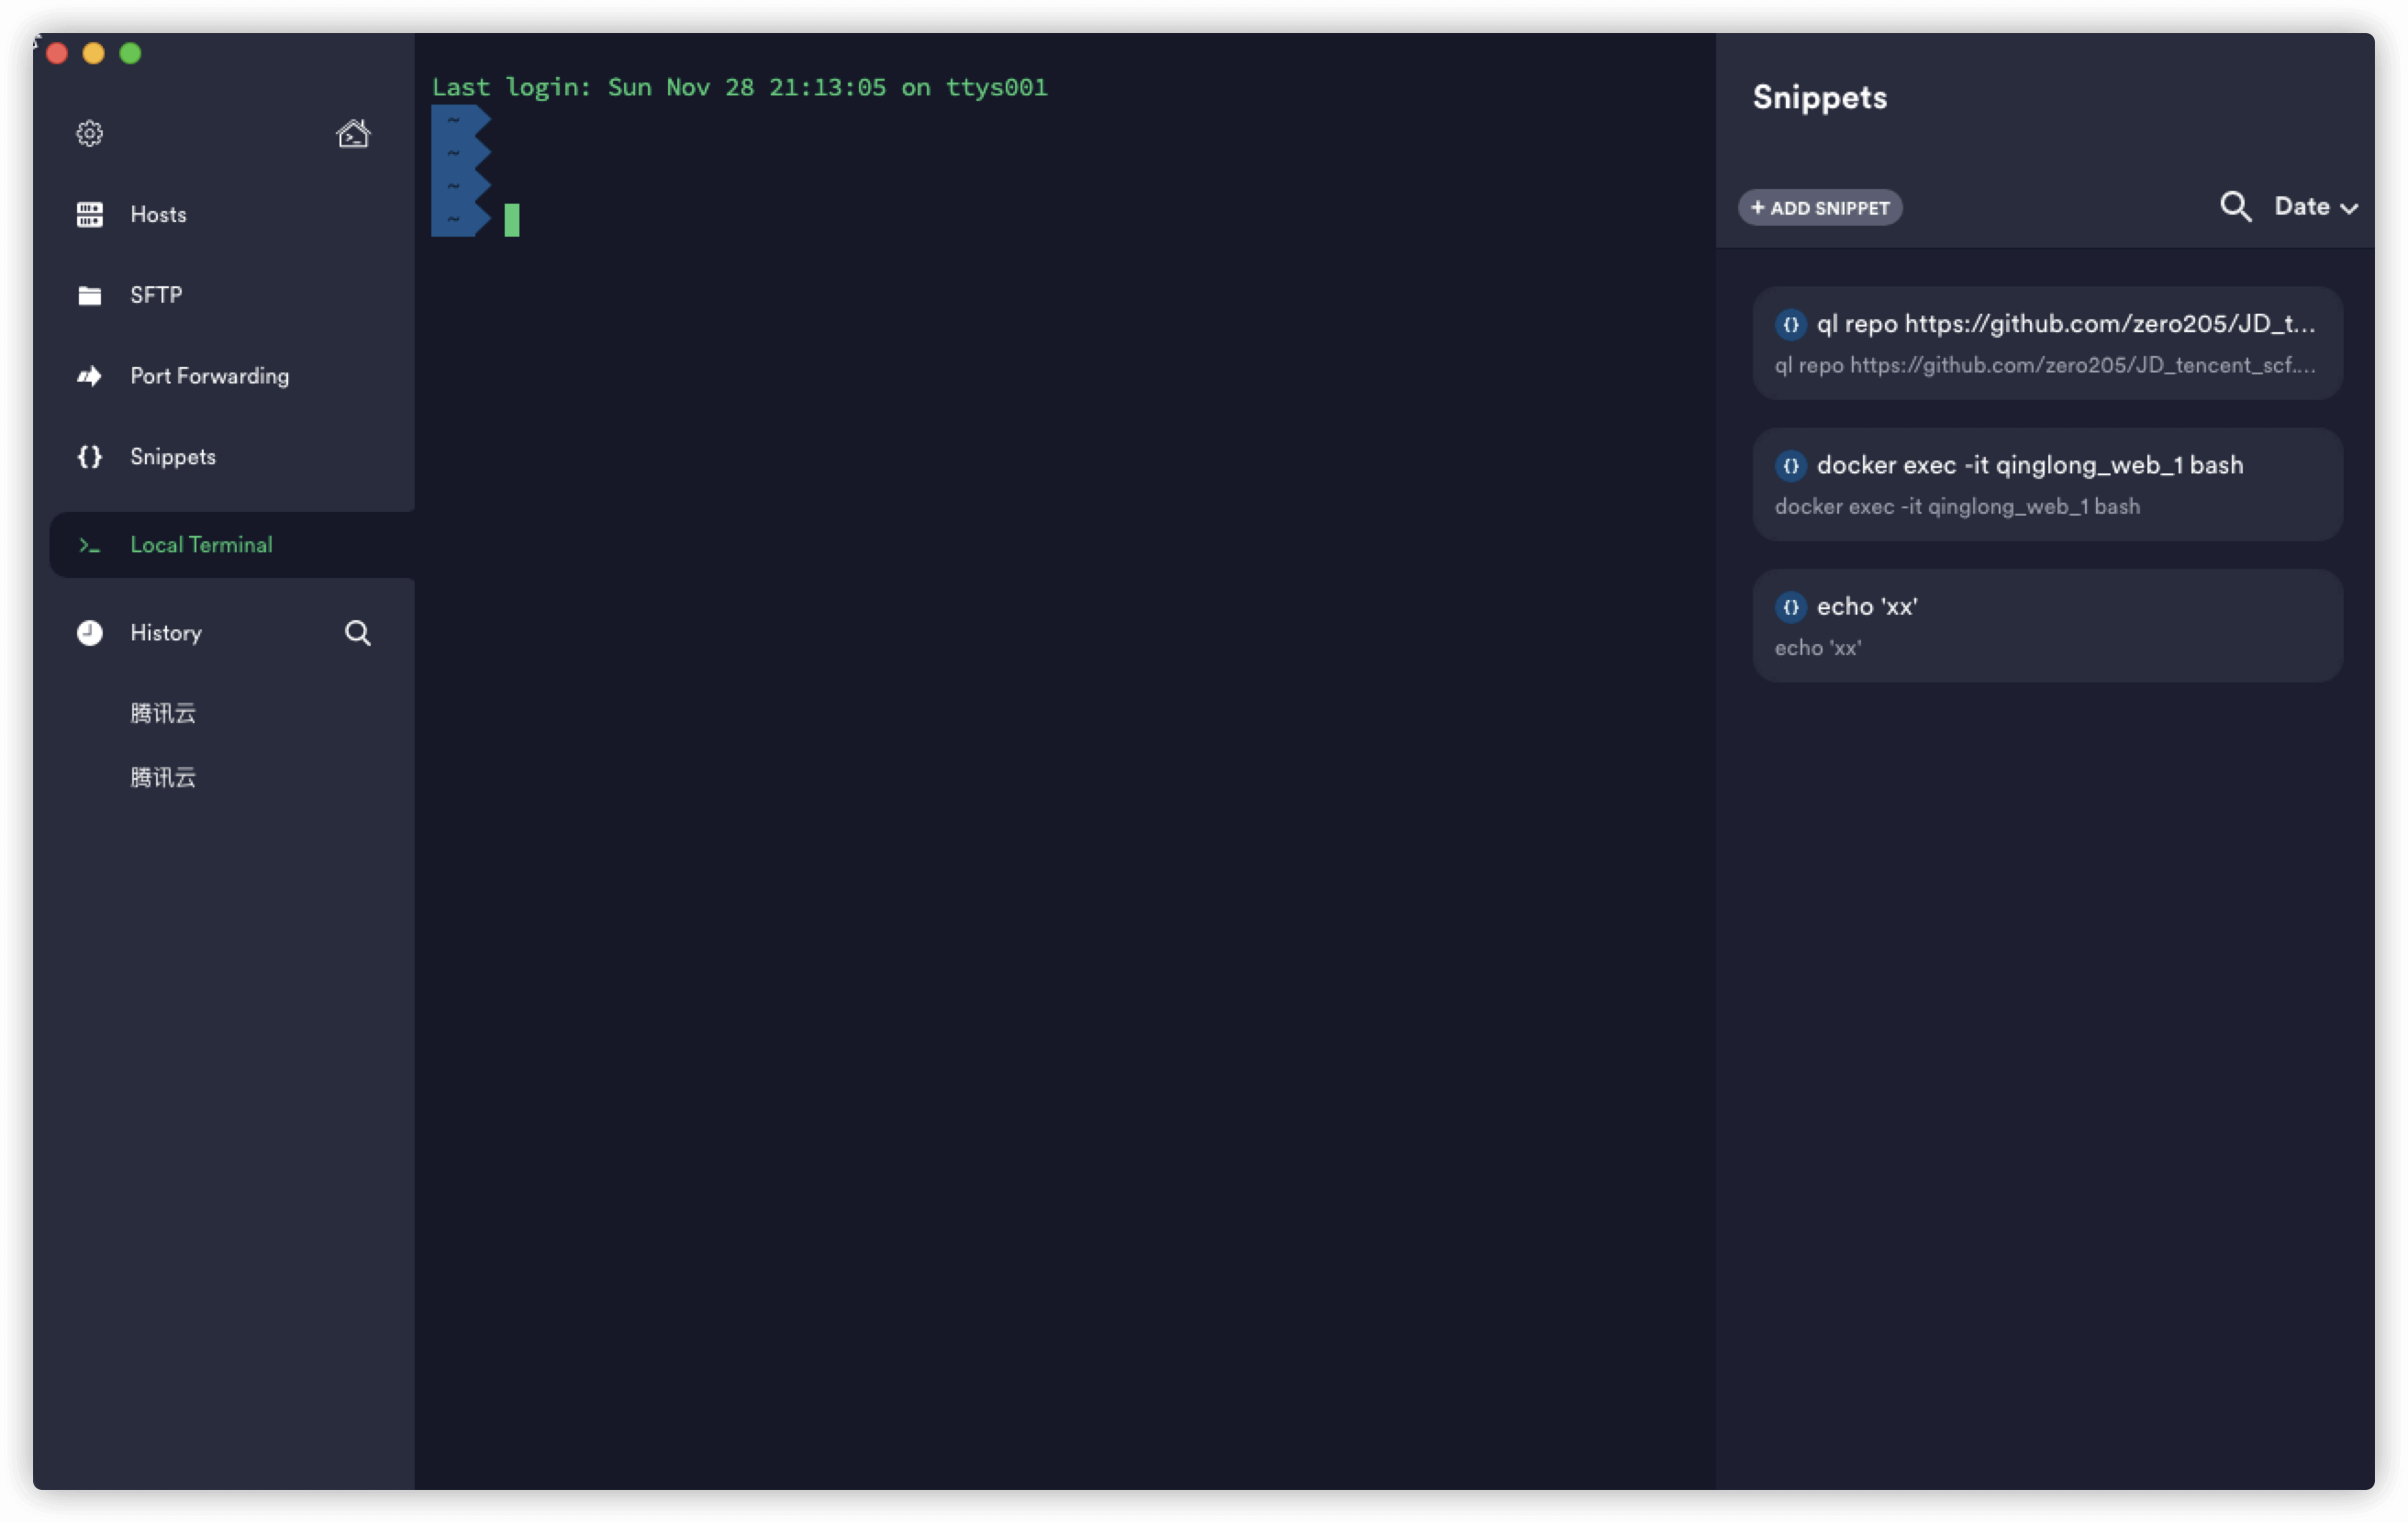 Hosts
SFTP
Port Forwarding
{} Snippets
>_ Local Terminal
History
腾讯云
腾讯云
Last login: Sun Nov 28 21:13:05 on ttys001
~
~
~
~
Snippets
+ ADD SNIPPET
Date
{} ql repo https://github.com/zero205/JD_t...
ql repo https://github.com/zero205/JD_tencent_scf....
{} docker exec -it qinglong_web_1 bash
docker exec -it qinglong_web_1 bash
{} echo 'xx'
echo 'xx'